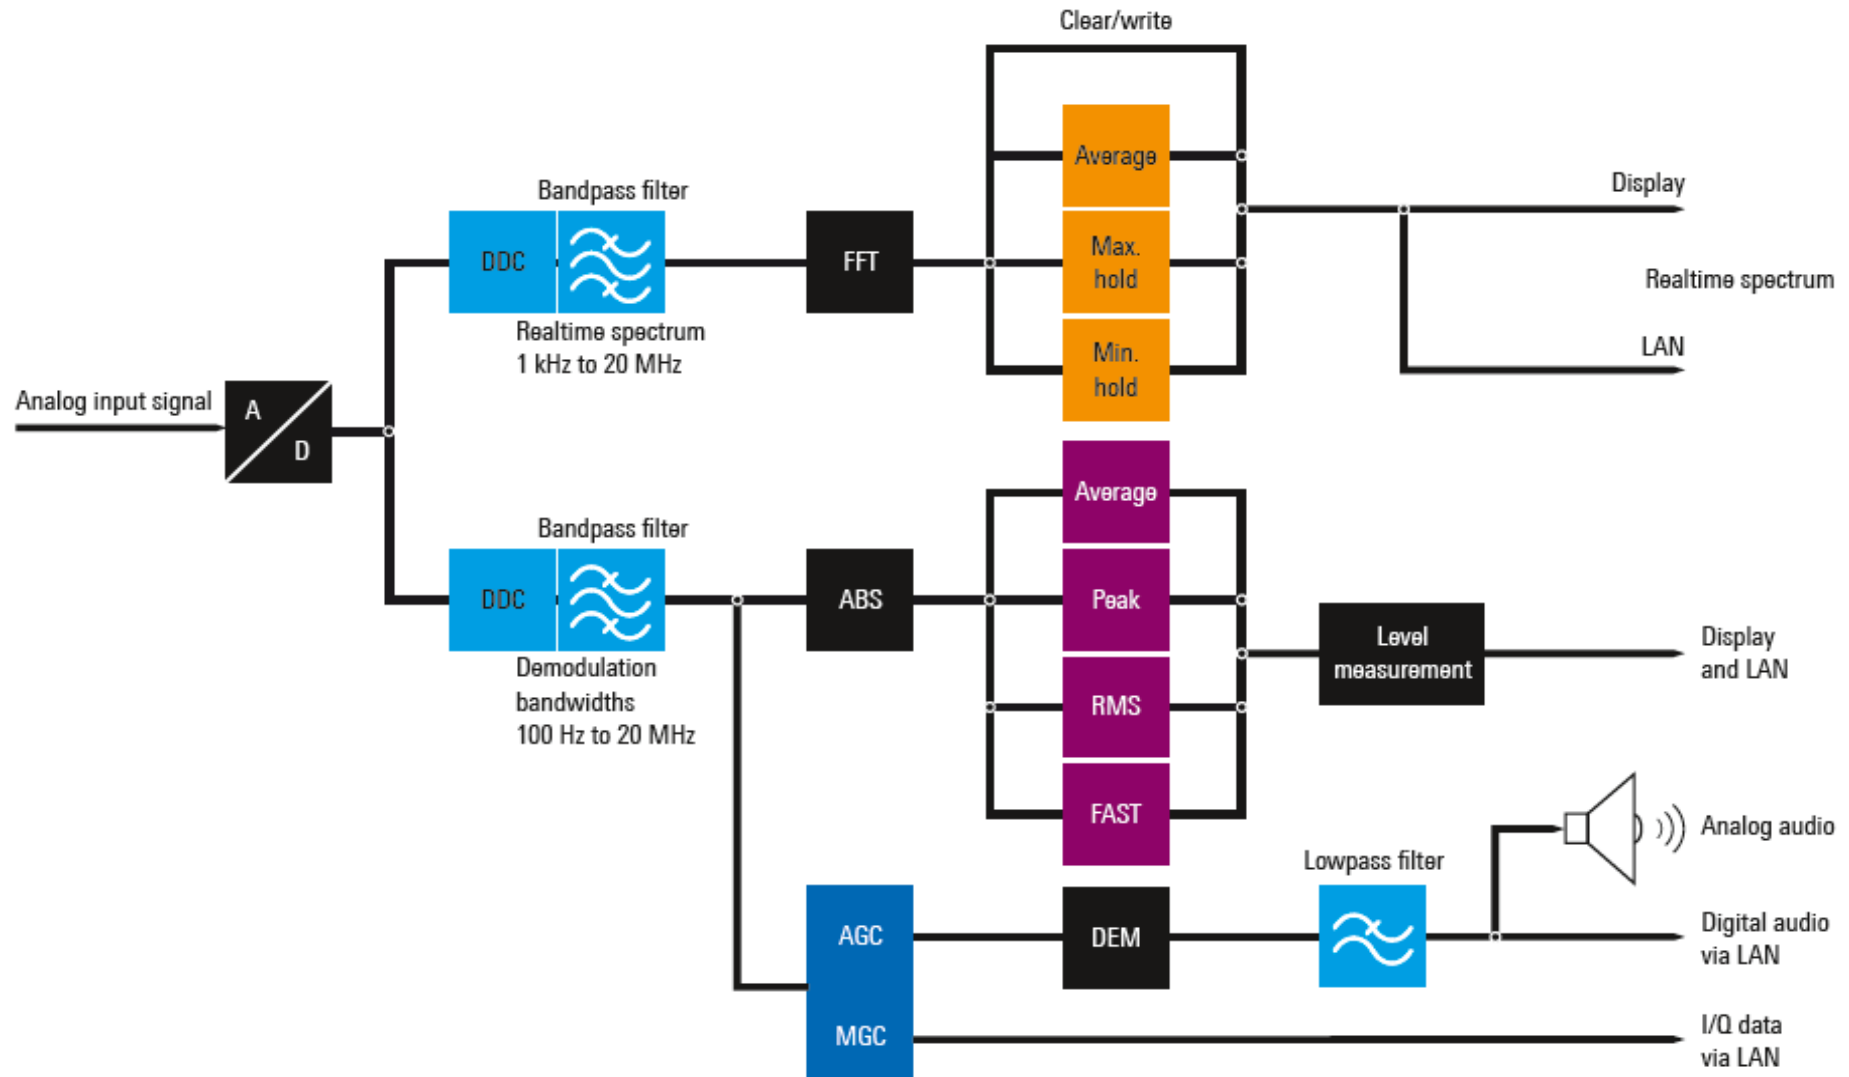 Clear/write
Average
Display
Bandpass filter
DDC
FFT
Max.
hold
Realtime spectrum
Realtime spectrum
1 kHz to 20 MHz
Min.
hold
LAN
Analog input signal
A
D
Average
Bandpass filter
DDC
ABS
Peak
Level
measurement
Display
and LAN
Demodulation
bandwidths
100 Hz to 20 MHz
RMS
FAST
Analog audio
Lowpass filter
AGC
DEM
Digital audio
via LAN
MGC
I/Q data
via LAN